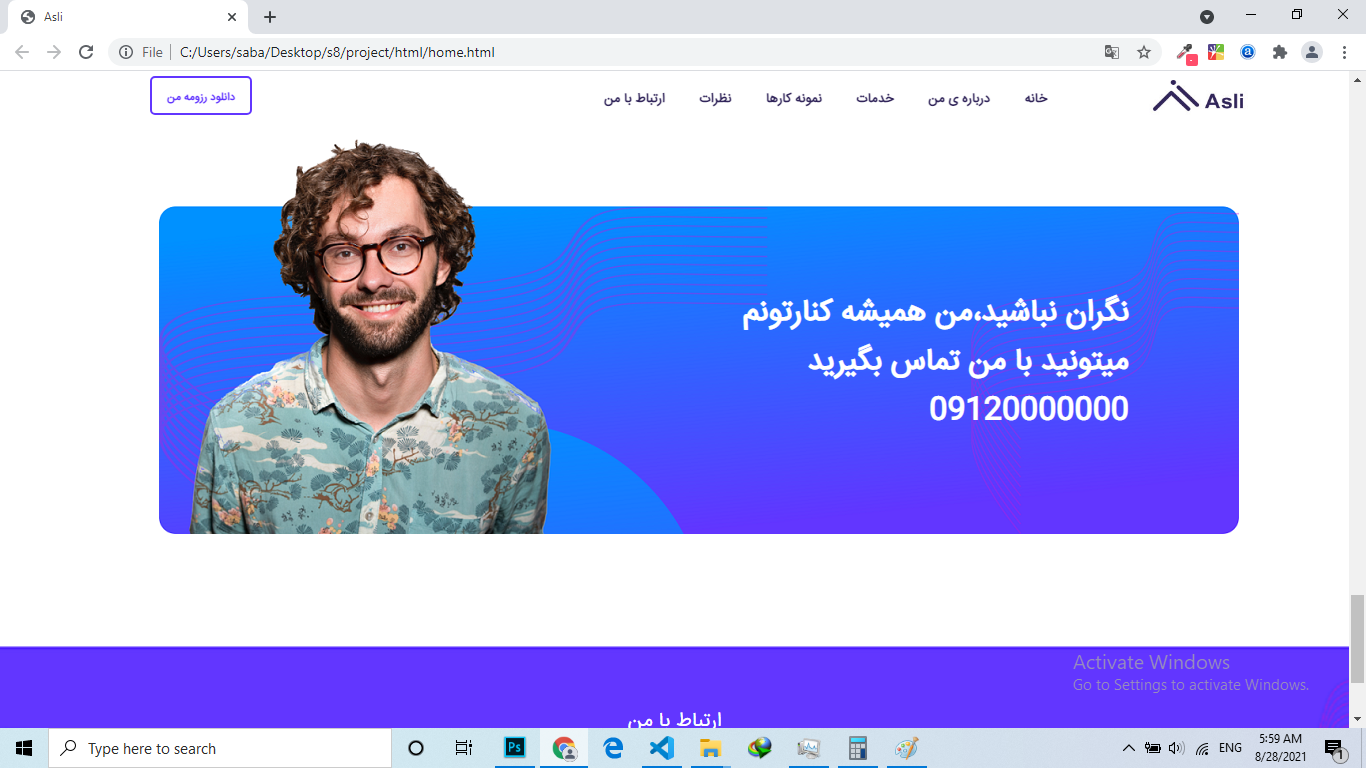 Asli
File
C:/Users/saba/Desktop/s8/project/html/home.html
Asli
خانه
درباره ی من
خدمات
نمونه کارها
نظرات
ارتباط با من
دانلود رزومه من
نگران نباشید،من همیشه کنارتونم
میتونید با من تماس بگیرید
09120000000
Activate Windows
Go to Settings to activate Windows.
ارتباط با من
Type here to search
Ps
ENG
5:59 AM
8/28/2021
1